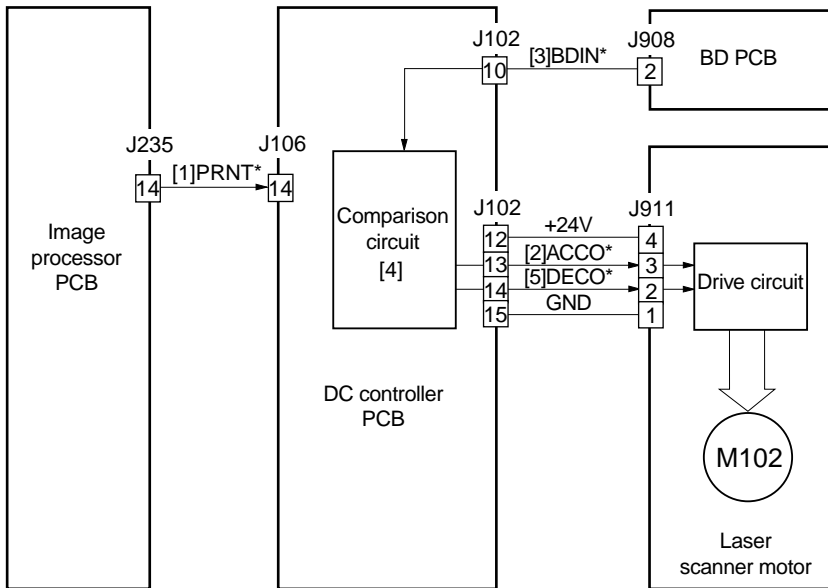 J102
[3]BDIN*
J908
10
2
BD PCB
J235
J106
[1]PRNT*
14
14
Image
processor
PCB
Comparison
circuit
[4]
J102
J911
12
+24V
4
13
[2]ACCO*
3
14
[5]DECO*
2
15
GND
1
Drive circuit
DC controller
PCB
M102
Laser
scanner motor